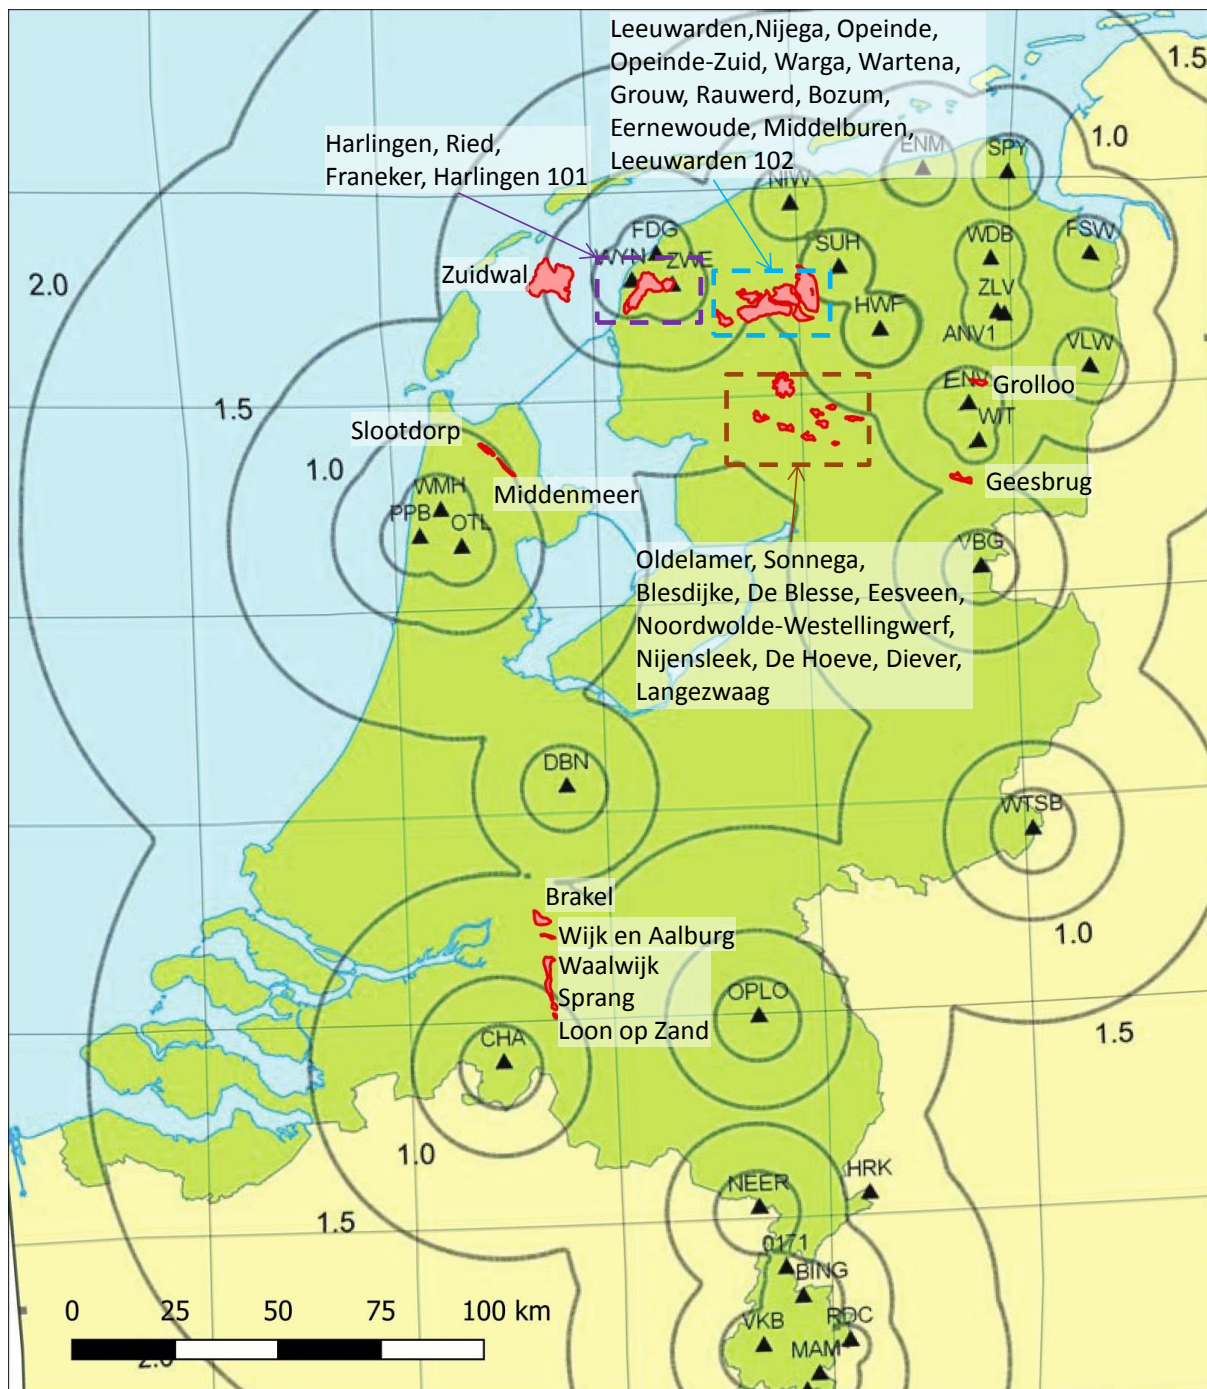 Leeuwarden,Nijega, Opeinde,
Opeinde-Zuid, Warga, Wartena,
Grouw, Rauwerd, Bozum,
Eernewoude, Middelburen,
Leeuwarden 102
1.5
1.0
Harlingen, Ried,
Franeker, Harlingen 101
ENM
SPY
NIW
FDG
SUH
WDB
FSW
WYN
ZWE
Zuidwal
2.0
HWF
ZLV
ANV1
VLW
ENV
Grolloo
WIT
1.5
Slootdorp
1.0
Middenmeer
WMH
PPB
OTL
Geesbrug
VBG
Oldelamer, Sonnega,
Blesdijke, De Blesse, Eesveen,
Noordwolde-Westellingwerf,
Nijensleek, De Hoeve, Diever,
Langezwaag
DBN
WTSB
Brakel
Wijk en Aalburg
Waalwijk
Sprang
Loon op Zand
1.0
OPLO
1.5
CHA
1.0
NEER
HRK
1.5
0171
BING
0 25 50 75 100 km
VKB
RDC
MAM
2.0